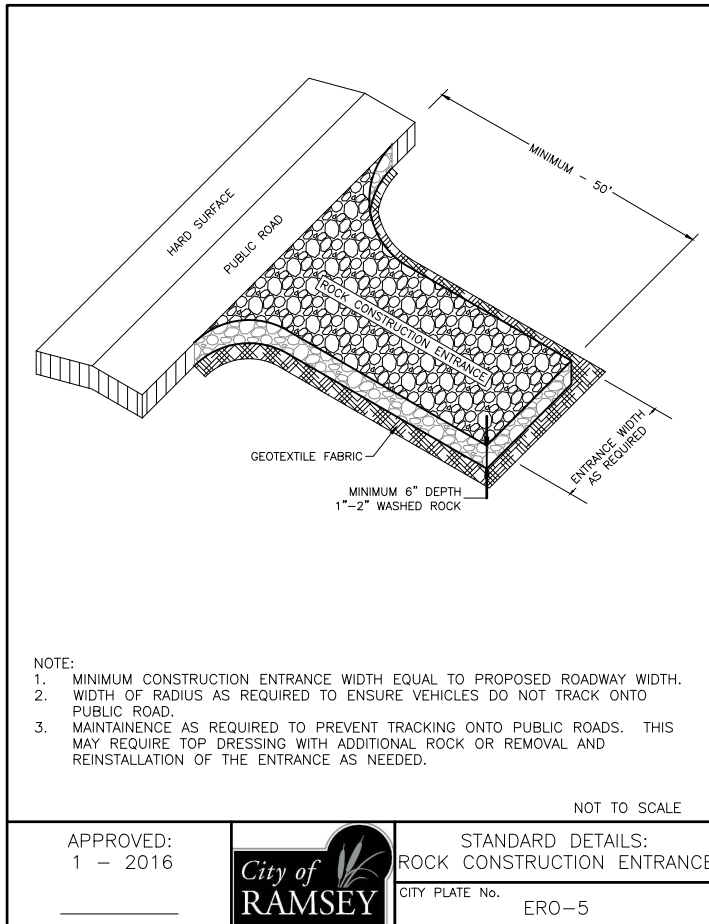 MINIMUM - 50'
HARD SURFACE
PUBLIC ROAD
ROCK CONSTRUCTION ENTRANCE
GEOTEXTILE FABRIC
ENTRANCE WIDTH
AS REQUIRED
MINIMUM 6" DEPTH
1"-2" WASHED ROCK
NOTE:
1. MINIMUM CONSTRUCTION ENTRANCE WIDTH EQUAL TO PROPOSED ROADWAY WIDTH.
2. WIDTH OF RADIUS AS REQUIRED TO ENSURE VEHICLES DO NOT TRACK ONTO
PUBLIC ROAD.
3. MAINTAINENCE AS REQUIRED TO PREVENT TRACKING ONTO PUBLIC ROADS. THIS
MAY REQUIRE TOP DRESSING WITH ADDITIONAL ROCK OR REMOVAL AND
REINSTALLATION OF THE ENTRANCE AS NEEDED.
NOT TO SCALE
APPROVED:
1 - 2016
City of
RAMSEY
STANDARD DETAILS:
ROCK CONSTRUCTION ENTRANCE
CITY PLATE No.
ERO-5